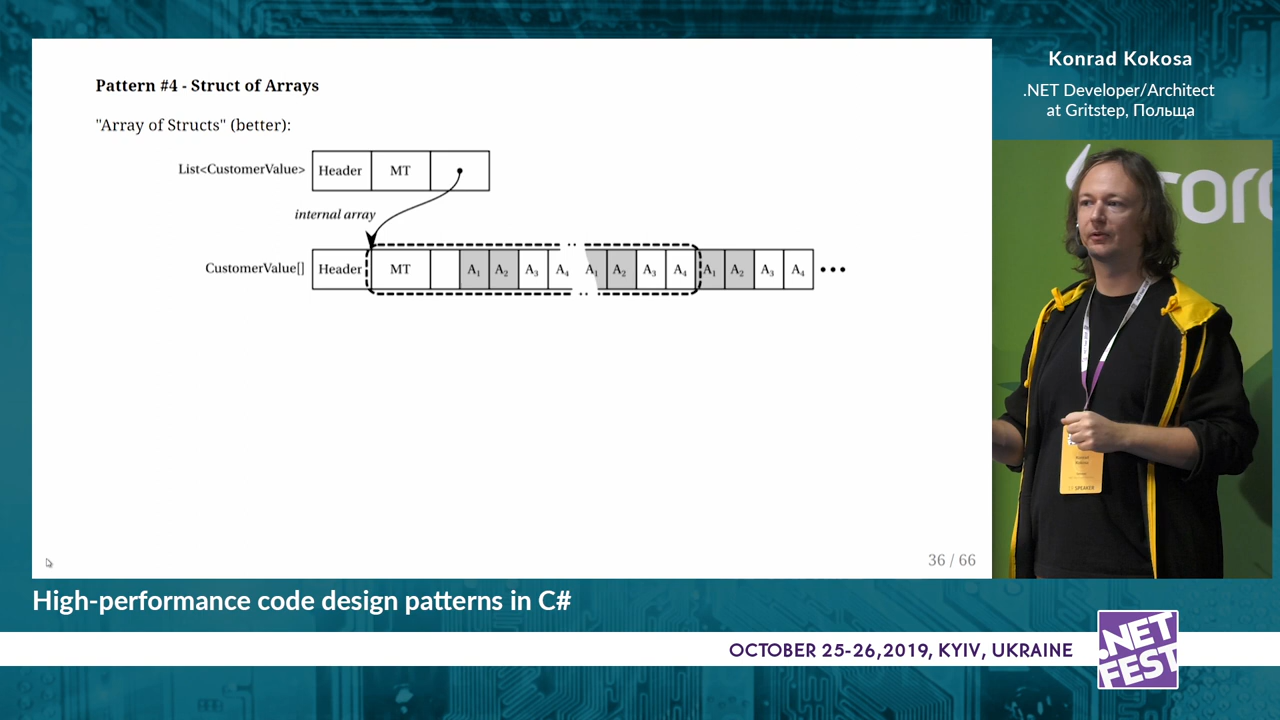 Pattern #4 - Struct of Arrays
"Array of Structs" (better):
List<CustomerValue> Header MT
internal array
CustomerValue[] Header MT A₁ A₂ A₃ A₄ A₁ A₂ A₃ A₄ A₁ A₂ A₃ A₄ •••
36 / 66
Konrad Kokosa
.NET Developer/Architect
at Gritstep, Польща
SPEAKER
High-performance code design patterns in C#
OCTOBER 25-26,2019, KYIV, UKRAINE
.NET
FEST